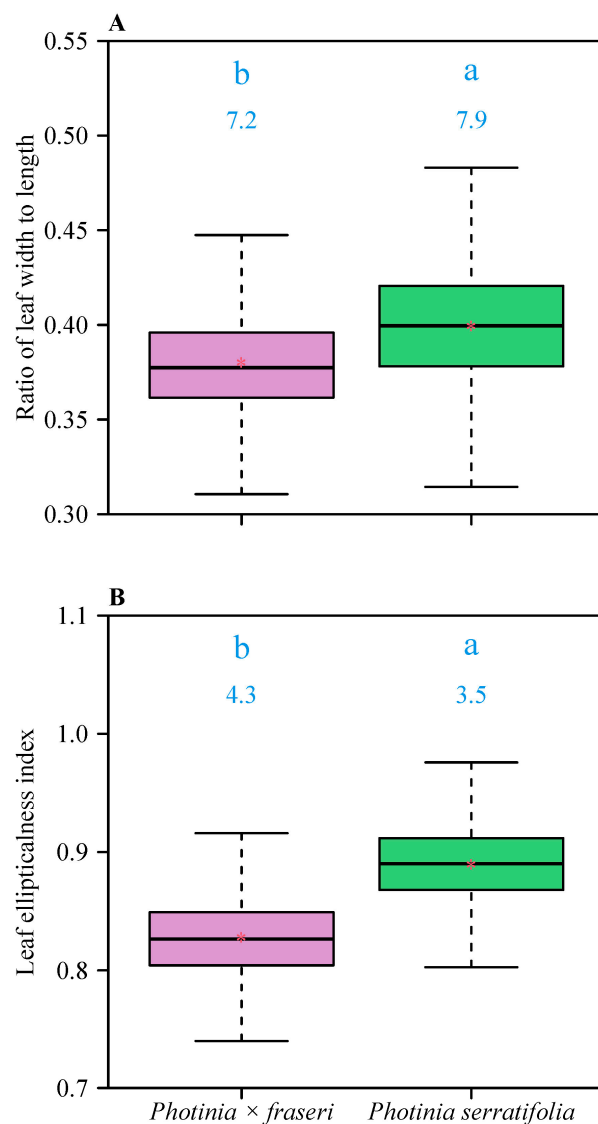 A
0.55
b a
0.50
7.2 7.9
0.45
0.40
0.35
0.30
Ratio of leaf width to length
*
*
B
1.1
b a
4.3 3.5
1.0
0.9
0.8
0.7
Leaf ellipticalness index
*
*
Photinia × fraseri Photinia serratifolia